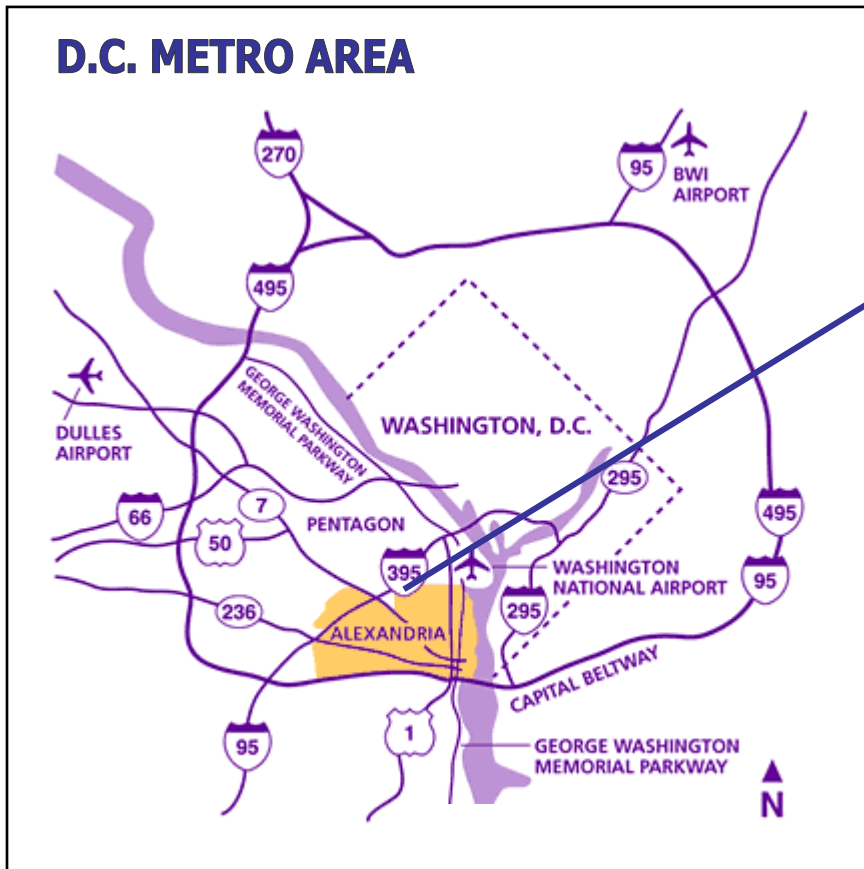 D.C. METRO AREA
270
95
BWI
AIRPORT
495
GEORGE WASHINGTON
MEMORIAL PARKWAY
DULLES
AIRPORT
WASHINGTON, D.C.
295
7
66
50
PENTAGON
495
395
WASHINGTON
NATIONAL AIRPORT
95
236
295
ALEXANDRIA
CAPITAL BELTWAY
95
1
GEORGE WASHINGTON
MEMORIAL PARKWAY
N